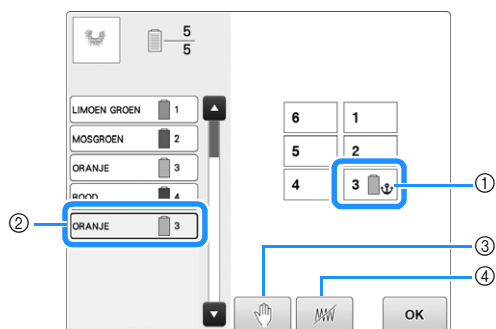 5
5
LIMOEN GROEN 1
MOSGROEN 2
ORANJE 3
ROOD 4
ORANJE 3
6 1
5 2
4 3
OK
①
②
③
④